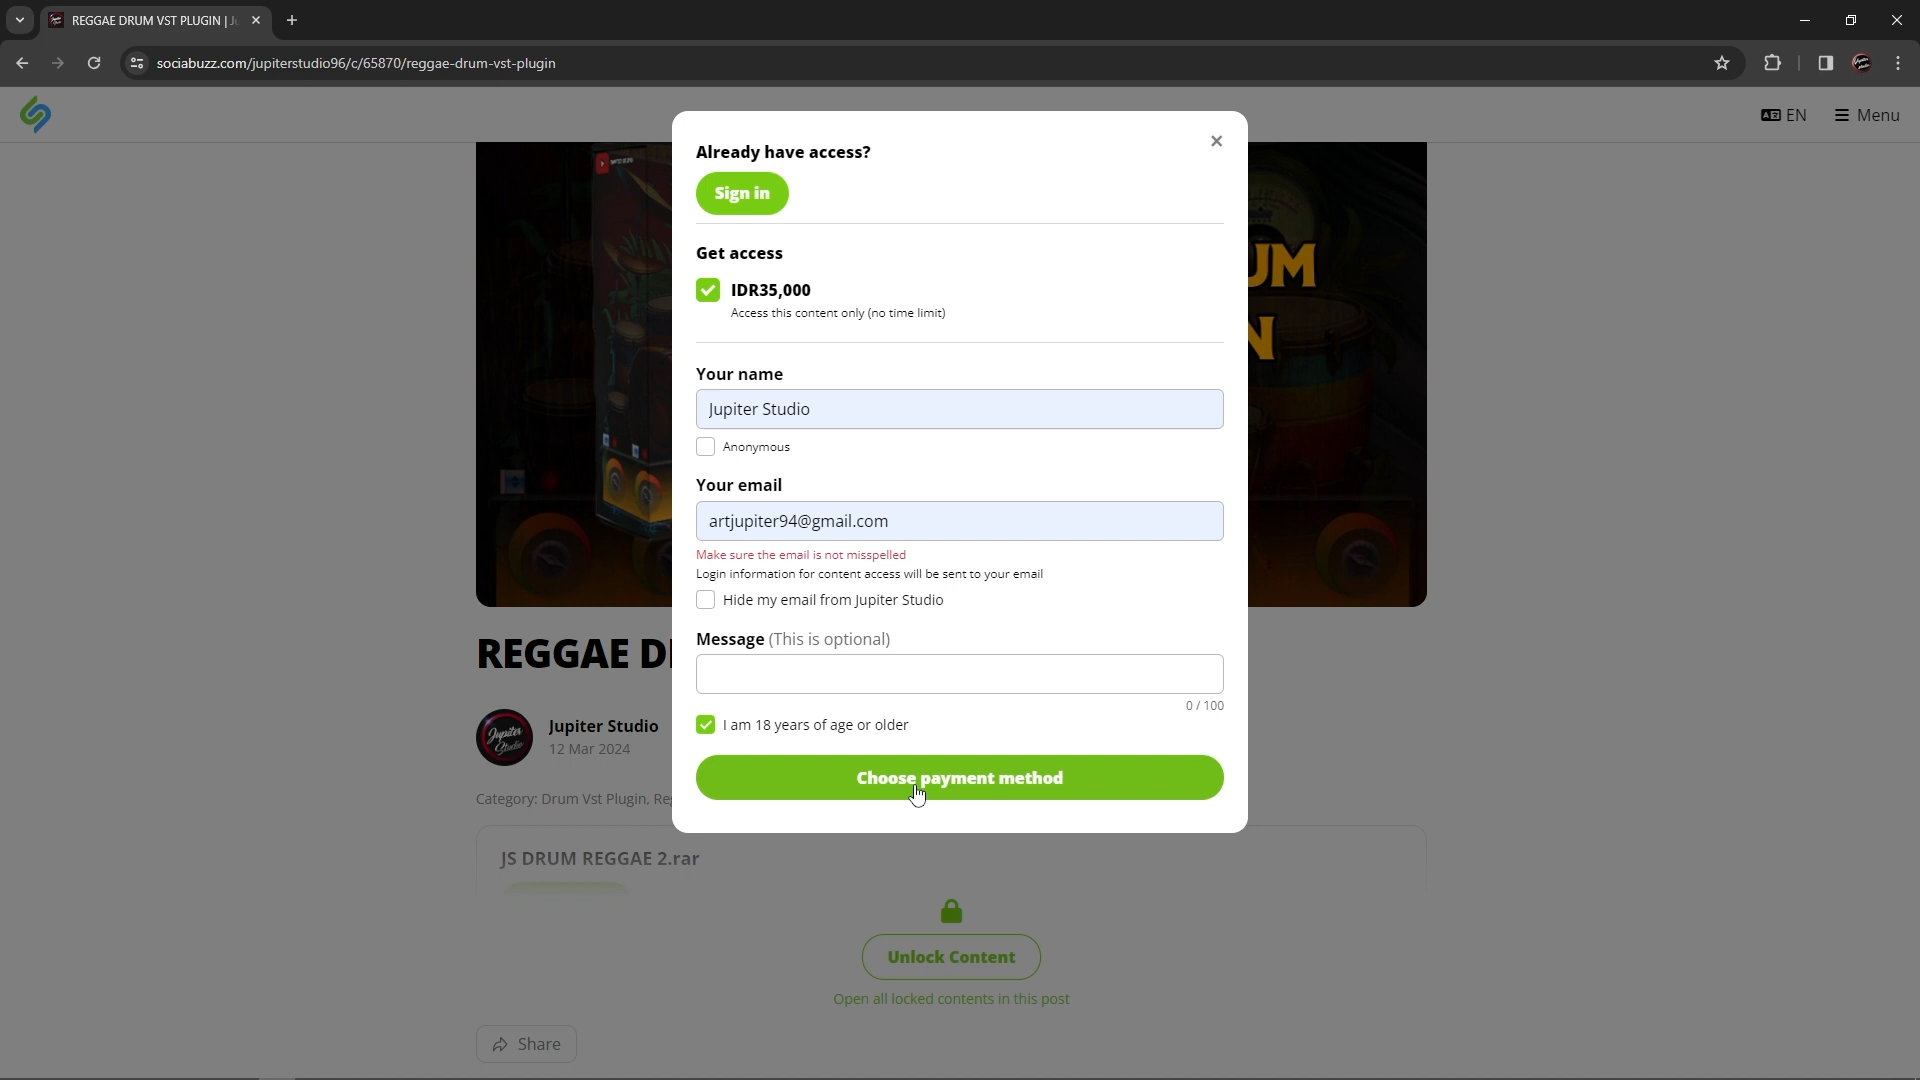 REGGAE DRUM VST PLUGIN | Ju
sociabuzz.com/jupiterstudio96/c/65870/reggae-drum-vst-plugin
EN
Menu
Already have access?
Sign in
Get access
IDR35,000
Access this content only (no time limit)
Your name
Jupiter Studio
Anonymous
Your email
artjupiter94@gmail.com
Make sure the email is not misspelled
Login information for content access will be sent to your email
Hide my email from Jupiter Studio
Message (This is optional)
0 / 100
I am 18 years of age or older
Choose payment method
UM
N
REGGAE D
Jupiter Studio
Jupiter Studio
12 Mar 2024
Category: Drum Vst Plugin, Re
JS DRUM REGGAE 2.rar
Unlock Content
Open all locked contents in this post
Share